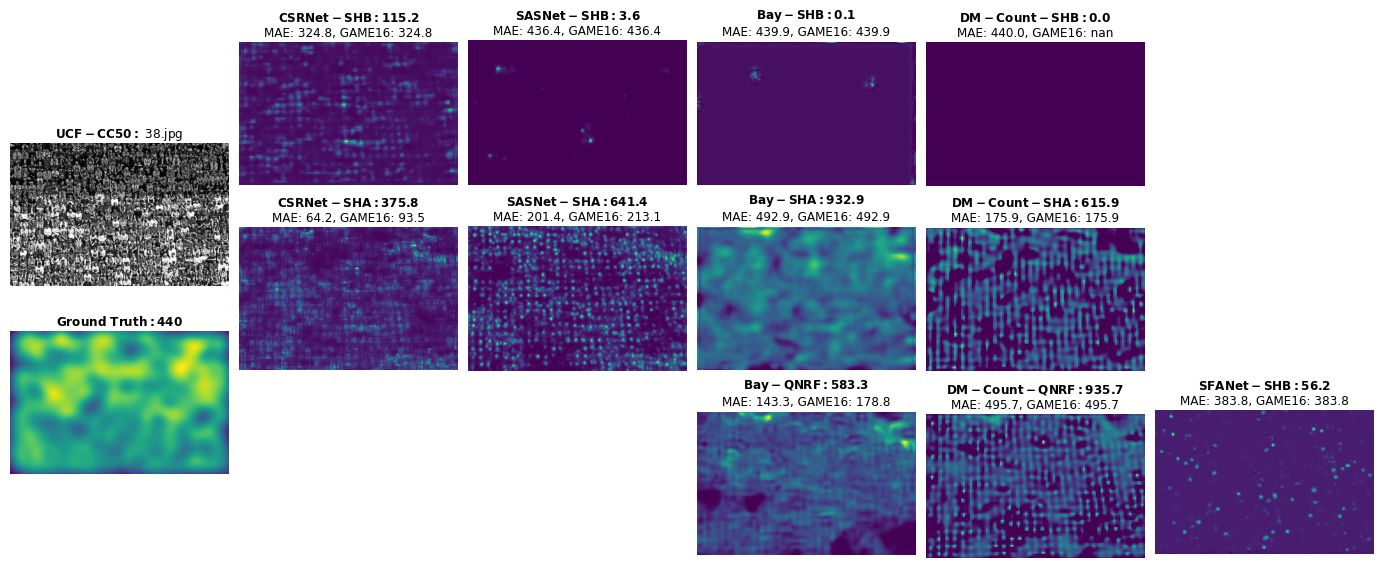 CSRNet − SHB : 115.2
MAE: 324.8, GAME16: 324.8
SASNet − SHB : 3.6
MAE: 436.4, GAME16: 436.4
Bay − SHB : 0.1
MAE: 439.9, GAME16: 439.9
DM − Count − SHB : 0.0
MAE: 440.0, GAME16: nan
UCF − CC50 : 38.jpg
CSRNet − SHA : 375.8
MAE: 64.2, GAME16: 93.5
SASNet − SHA : 641.4
MAE: 201.4, GAME16: 213.1
Bay − SHA : 932.9
MAE: 492.9, GAME16: 492.9
DM − Count − SHA : 615.9
MAE: 175.9, GAME16: 175.9
Ground Truth : 440
Bay − QNRF : 583.3
MAE: 143.3, GAME16: 178.8
DM − Count − QNRF : 935.7
MAE: 495.7, GAME16: 495.7
SFANet − SHB : 56.2
MAE: 383.8, GAME16: 383.8